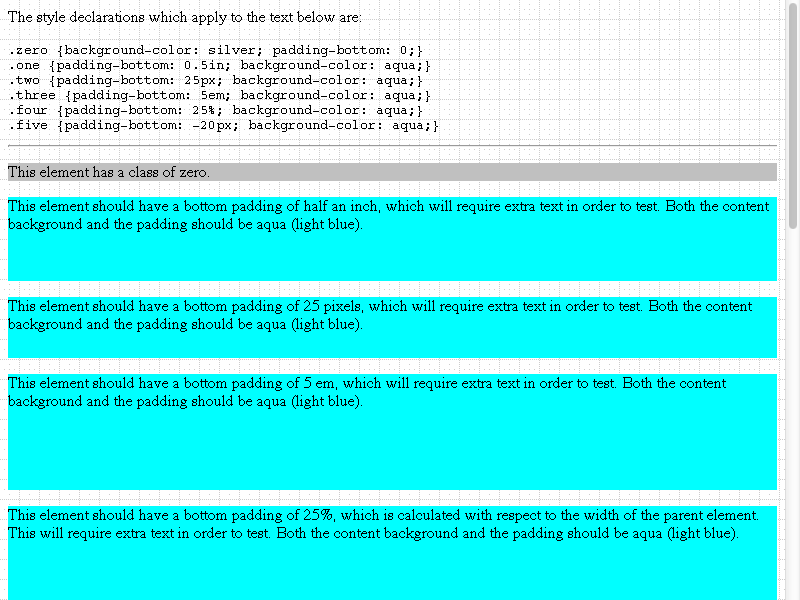 The style declarations which apply to the text below are:
.zero {background-color: silver; padding-bottom: 0;}
.one {padding-bottom: 0.5in; background-color: aqua;}
.two {padding-bottom: 25px; background-color: aqua;}
.three {padding-bottom: 5em; background-color: aqua;}
.four {padding-bottom: 25%; background-color: aqua;}
.five {padding-bottom: -20px; background-color: aqua;}
This element has a class of zero.
This element should have a bottom padding of half an inch, which will require extra text in order to test. Both the content
background and the padding should be aqua (light blue).
This element should have a bottom padding of 25 pixels, which will require extra text in order to test. Both the content
background and the padding should be aqua (light blue).
This element should have a bottom padding of 5 em, which will require extra text in order to test. Both the content
background and the padding should be aqua (light blue).
This element should have a bottom padding of 25%, which is calculated with respect to the width of the parent element.
This will require extra text in order to test. Both the content background and the padding should be aqua (light blue).